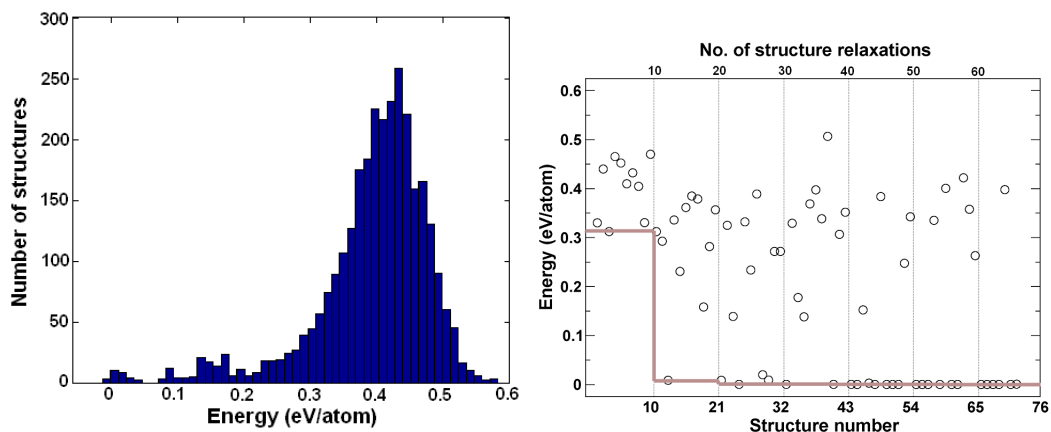 300
250
200
150
100
50
0
Number of structures
0 0.1 0.2 0.3 0.4 0.5 0.6
Energy (eV/atom)
No. of structure relaxations
10 20 30 40 50 60
0.6
0.5
0.4
0.3
0.2
0.1
0
Energy (eV/atom)
10 21 32 43 54 65 76
Structure number